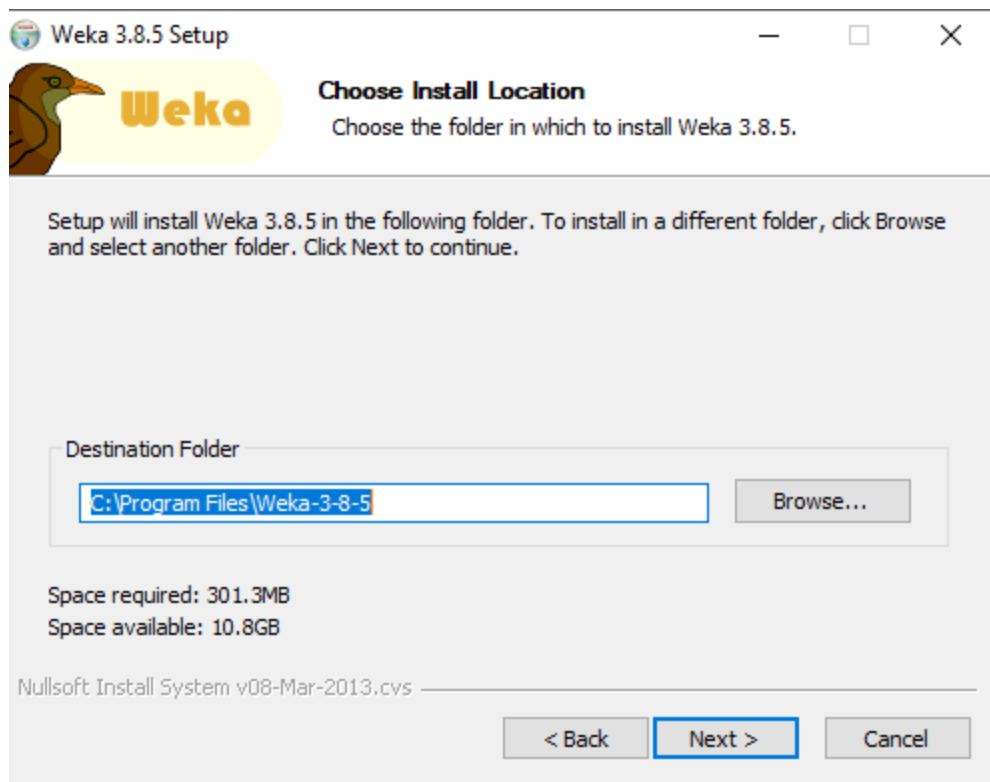 Weka 3.8.5 Setup
Weka
Choose Install Location
Choose the folder in which to install Weka 3.8.5.
Setup will install Weka 3.8.5 in the following folder. To install in a different folder, click Browse
and select another folder. Click Next to continue.
Destination Folder
C:\Program Files\Weka-3-8-5
Browse...
Space required: 301.3MB
Space available: 10.8GB
Nullsoft Install System v08-Mar-2013.cvs
< Back
Next >
Cancel